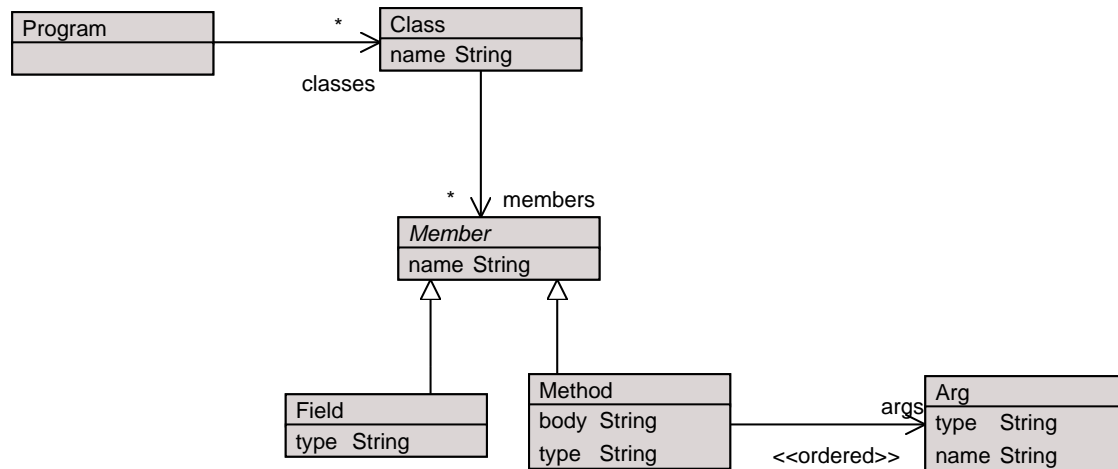 Program
*
Class
name String
classes
*
members
Member
name String
Field
type String
Method
body String
type String
args
<<ordered>>
Arg
type String
name String